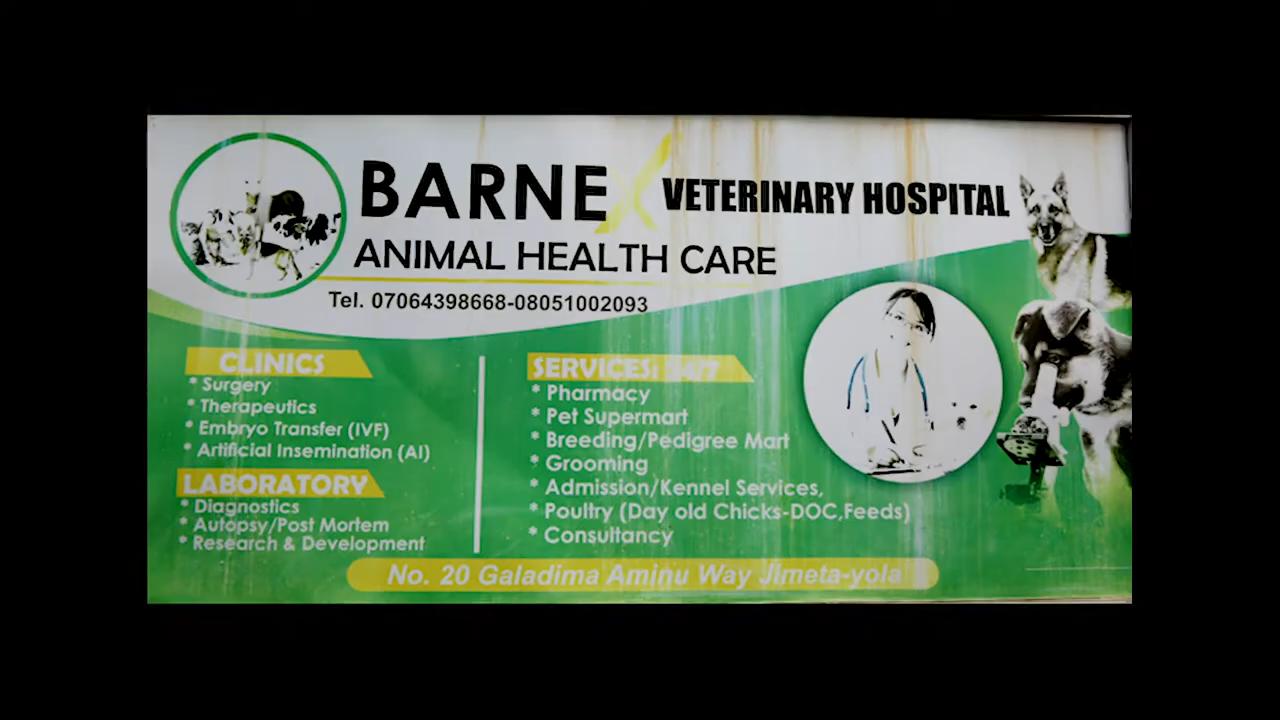 BARNEX VETERINARY HOSPITAL
ANIMAL HEALTH CARE
Tel. 07064398668-08051002093
CLINICS
* Surgery
* Therapeutics
* Embryo Transfer (IVF)
* Artificial Insemination (AI)
LABORATORY
* Diagnostics
* Autopsy/Post Mortem
* Research & Development
SERVICES: 24/7
* Pharmacy
* Pet Supermart
* Breeding/Pedigree Mart
* Grooming
* Admission/Kennel Services,
* Poultry (Day old Chicks-DOC,Feeds)
* Consultancy
No. 20 Galadima Aminu Way Jimeta-yola